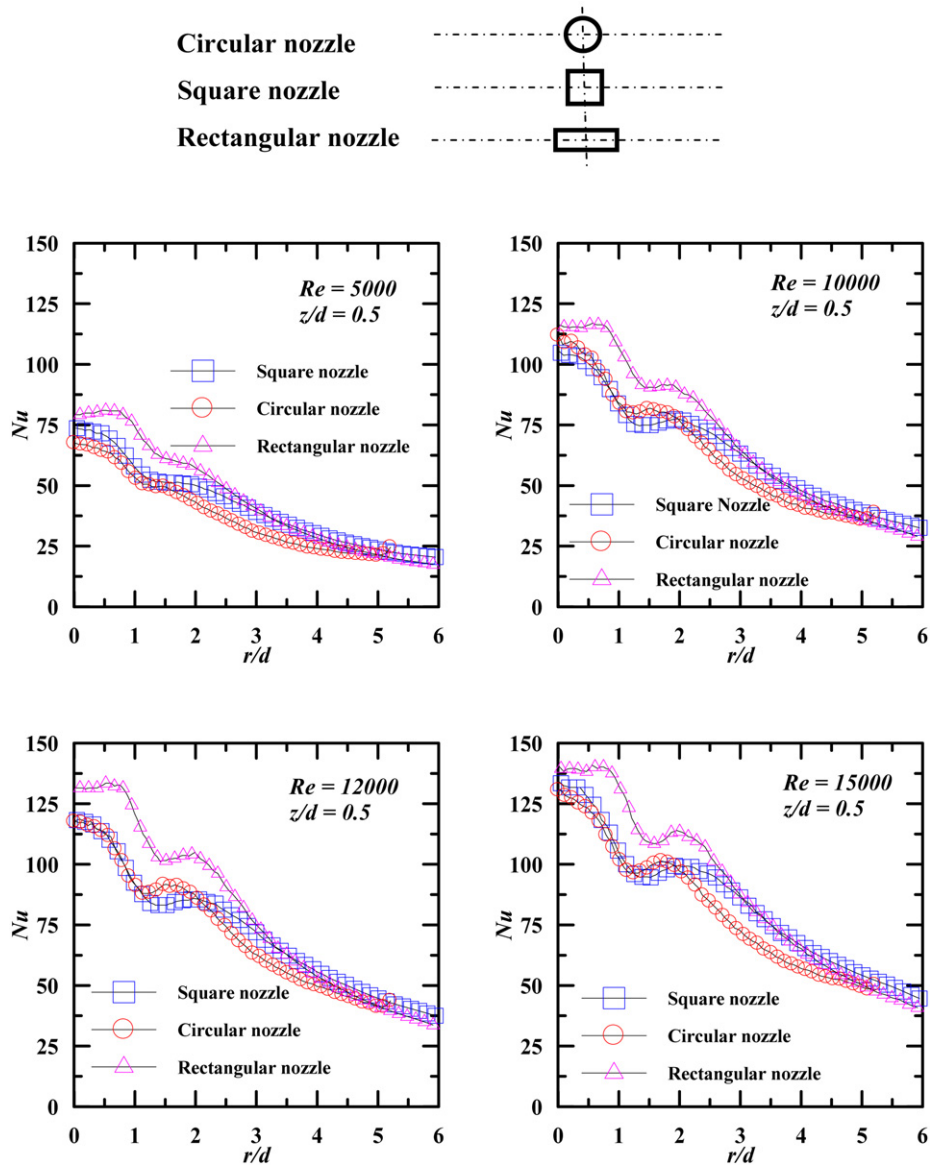 Circular nozzle
Square nozzle
Rectangular nozzle
150
125
100
75
50
25
0
Nu
0 1 2 3 4 5 6
r/d
Re = 5000
z/d = 0.5
Square nozzle
Circular nozzle
Rectangular nozzle
150
125
100
75
50
25
0
Nu
0 1 2 3 4 5 6
r/d
Re = 10000
z/d = 0.5
Square Nozzle
Circular nozzle
Rectangular nozzle
150
125
100
75
50
25
0
Nu
0 1 2 3 4 5 6
r/d
Re = 12000
z/d = 0.5
Square nozzle
Circular nozzle
Rectangular nozzle
150
125
100
75
50
25
0
Nu
0 1 2 3 4 5 6
r/d
Re = 15000
z/d = 0.5
Square nozzle
Circular nozzle
Rectangular nozzle